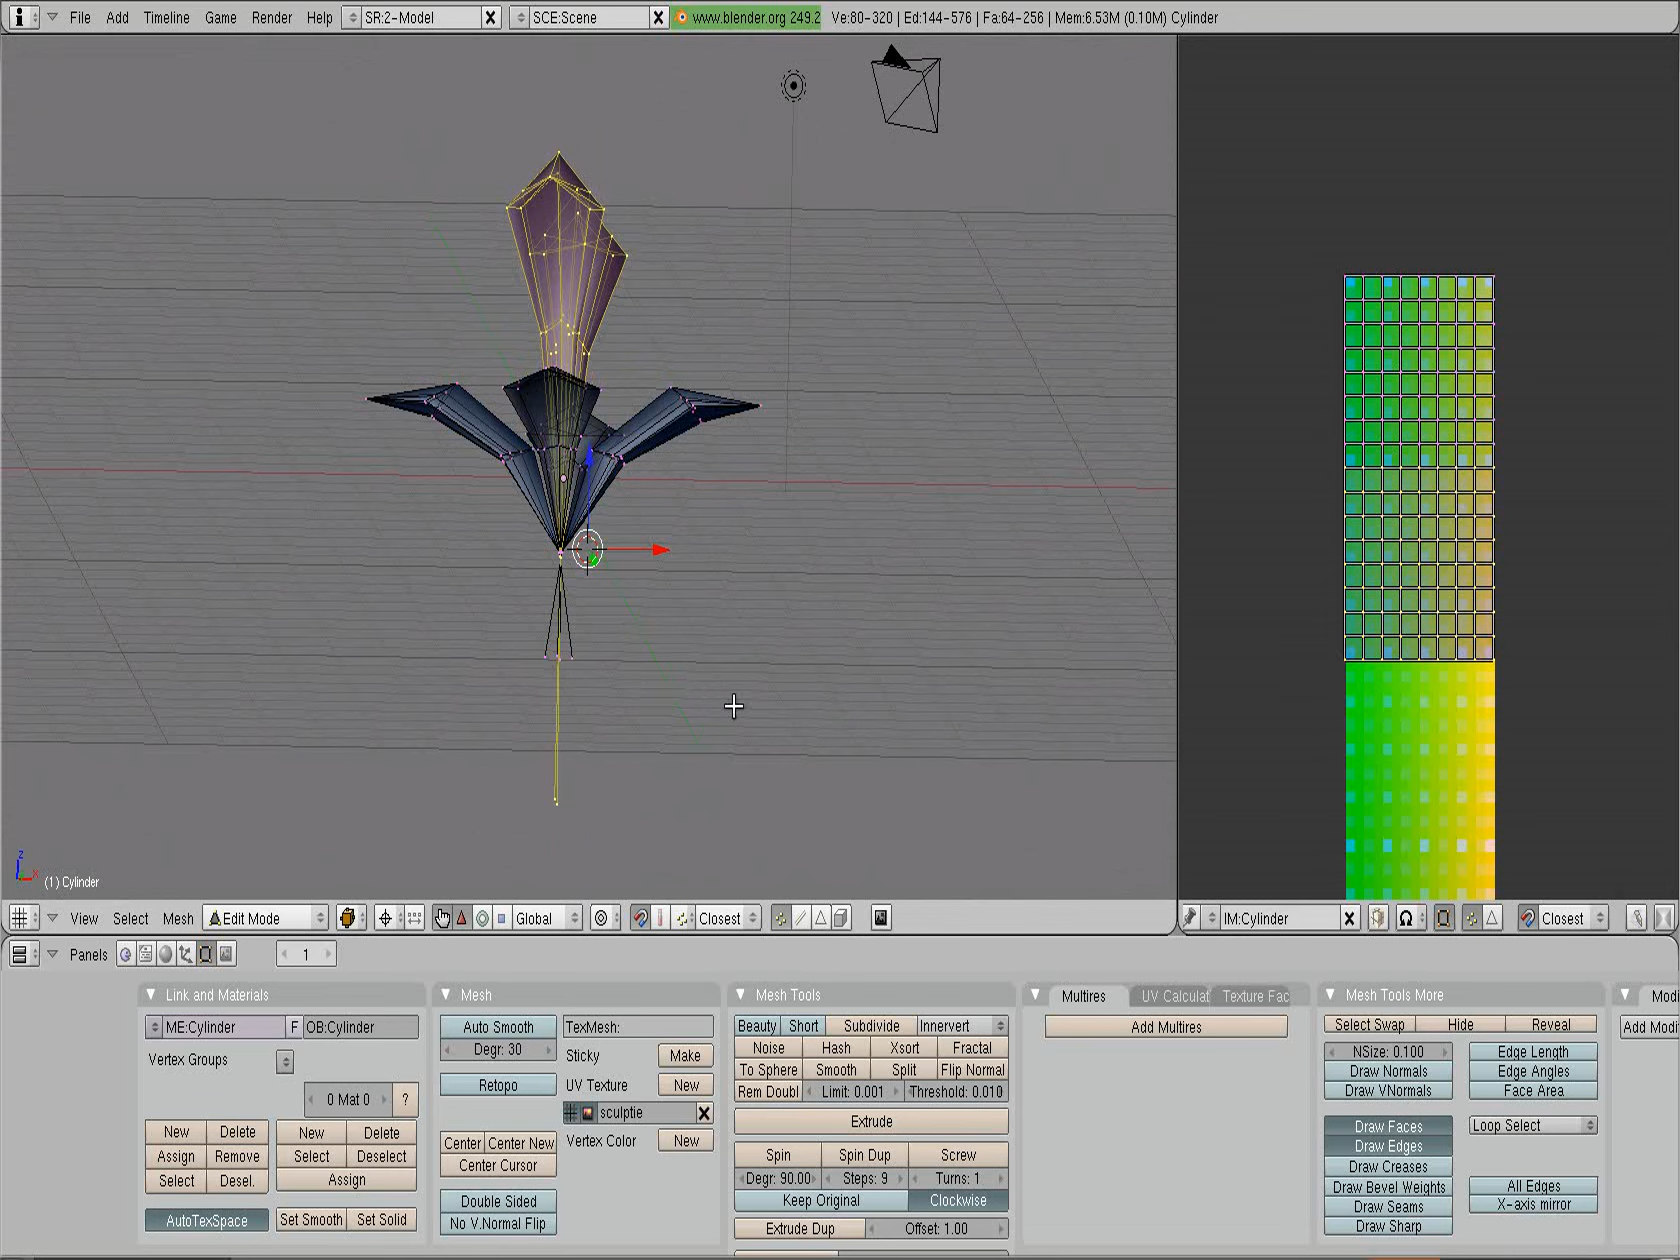 File Add Timeline Game Render Help SR:2-Model SCE:Scene www.blender.org 249.2 Ve:80-320 | Ed:144-576 | Fa:64-256 | Mem:6.53M (0.10M) Cylinder
z
x
(1) Cylinder
View Select Mesh Edit Mode Global Closest
IM:Cylinder Closest
Panels 1
Link and Materials
ME:Cylinder F OB:Cylinder
Vertex Groups
0 Mat 0 ?
New Delete New Delete
Assign Remove Select Deselect
Select Desel. Assign
AutoTexSpace Set Smooth Set Solid
Mesh
Auto Smooth TexMesh:
Degr: 30
Sticky Make
Retopo UV Texture New
sculptie
Center Center New Vertex Color New
Center Cursor
Double Sided
No V.Normal Flip
Mesh Tools
Beauty Short Subdivide Innervert
Noise Hash Xsort Fractal
To Sphere Smooth Split Flip Normal
Rem Doubl Limit: 0.001 Threshold: 0.010
Extrude
Spin Spin Dup Screw
Degr: 90.00 Steps: 9 Turns: 1
Keep Original Clockwise
Extrude Dup Offset: 1.00
Multires UV Calculat Texture Fac
Add Multires
Mesh Tools More
Select Swap Hide Reveal
NSize: 0.100 Edge Length
Draw Normals Edge Angles
Draw VNormals Face Area
Draw Faces Loop Select
Draw Edges
Draw Creases
Draw Bevel Weights All Edges
Draw Seams X-axis mirror
Draw Sharp
Modi
Add Modi